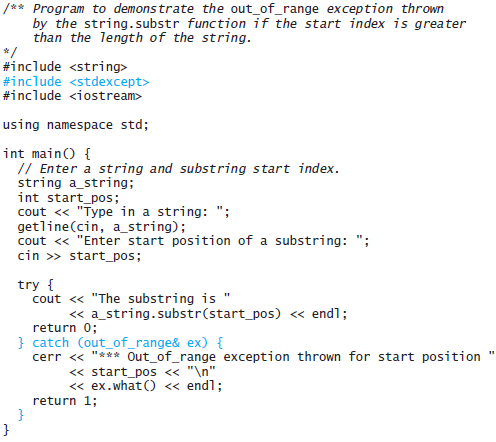 /** Program to demonstrate the out_of_range exception thrown
    by the string.substr function if the start index is greater
    than the length of the string.
*/
#include <string>
#include <stdexcept>
#include <iostream>

using namespace std;

int main() {
  // Enter a string and substring start index.
  string a_string;
  int start_pos;
  cout << "Type in a string: ";
  getline(cin, a_string);
  cout << "Enter start position of a substring: ";
  cin >> start_pos;

  try {
    cout << "The substring is "
         << a_string.substr(start_pos) << endl;
    return 0;
  } catch (out_of_range& ex) {
    cerr << "*** Out_of_range exception thrown for start position "
         << start_pos << "\n"
         << ex.what() << endl;
    return 1;
  }
}